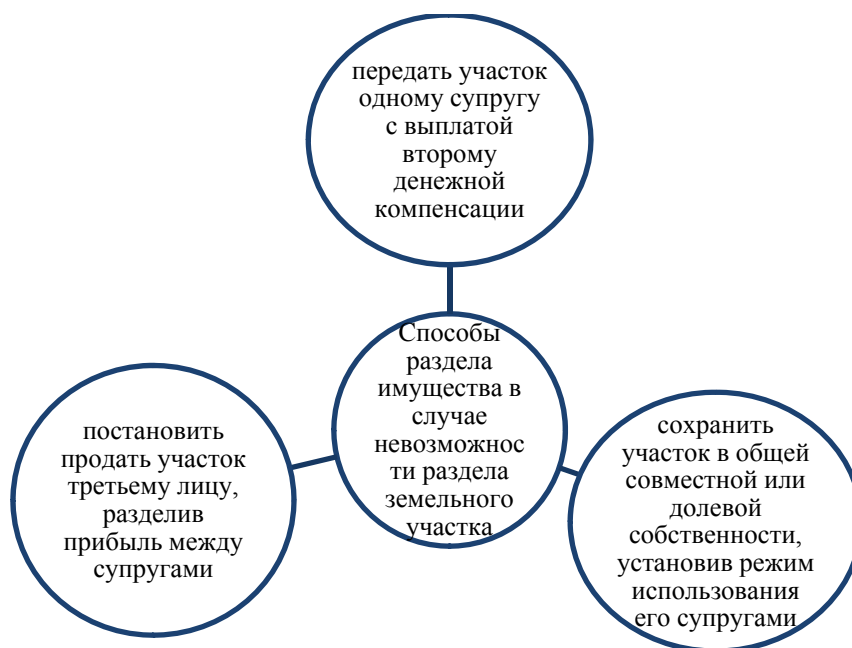 передать участок
одному супругу
с выплатой
второму
денежной
компенсации
Способы
раздела
имущества в
случае
невозможнос
ти раздела
земельного
участка
постановить
продать участок
третьему лицу,
разделив
прибыль между
супругами
сохранить
участок в общей
совместной или
долевой
собственности,
установив режим
использования
его супругами